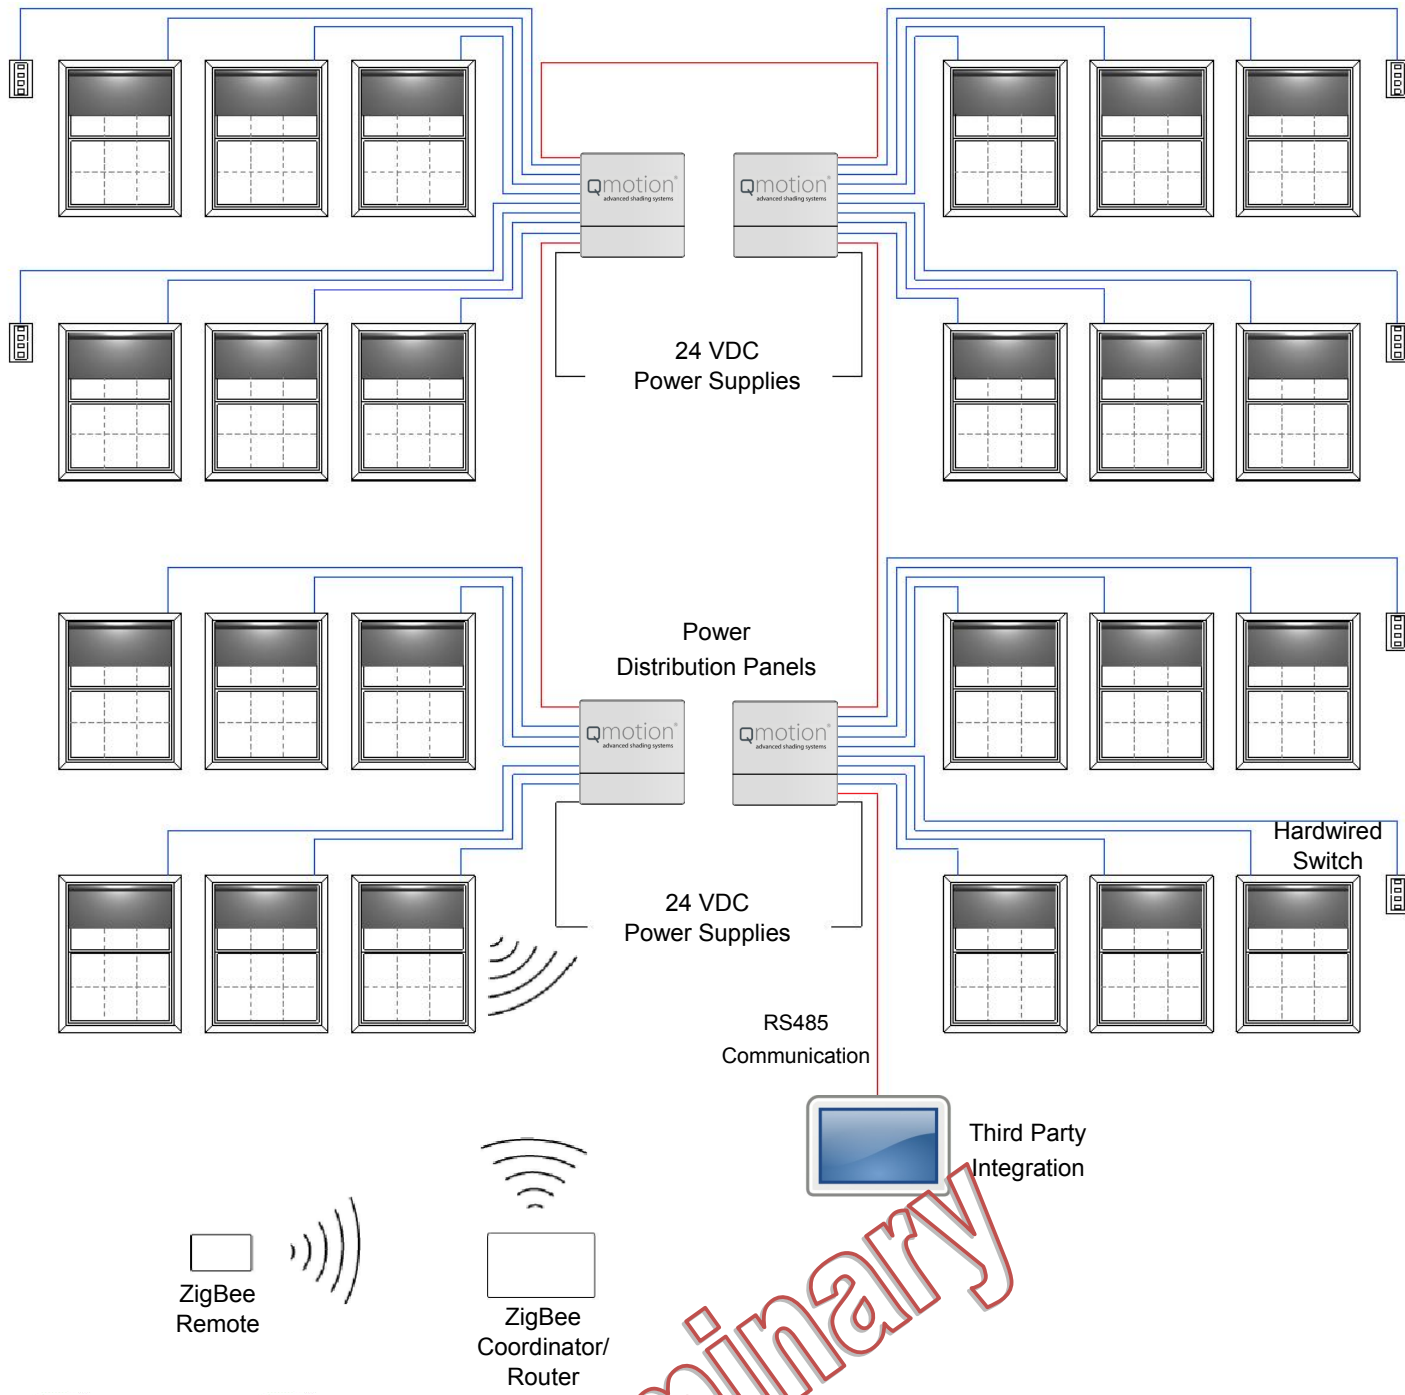 Qmotion®
advanced shading systems
Qmotion®
advanced shading systems
24 VDC
Power Supplies
Power
Distribution Panels
Qmotion®
advanced shading systems
Qmotion®
advanced shading systems
Hardwired
Switch
24 VDC
Power Supplies
RS485
Communication
Third Party
Integration
ZigBee
Remote
ZigBee
Coordinator/
Router